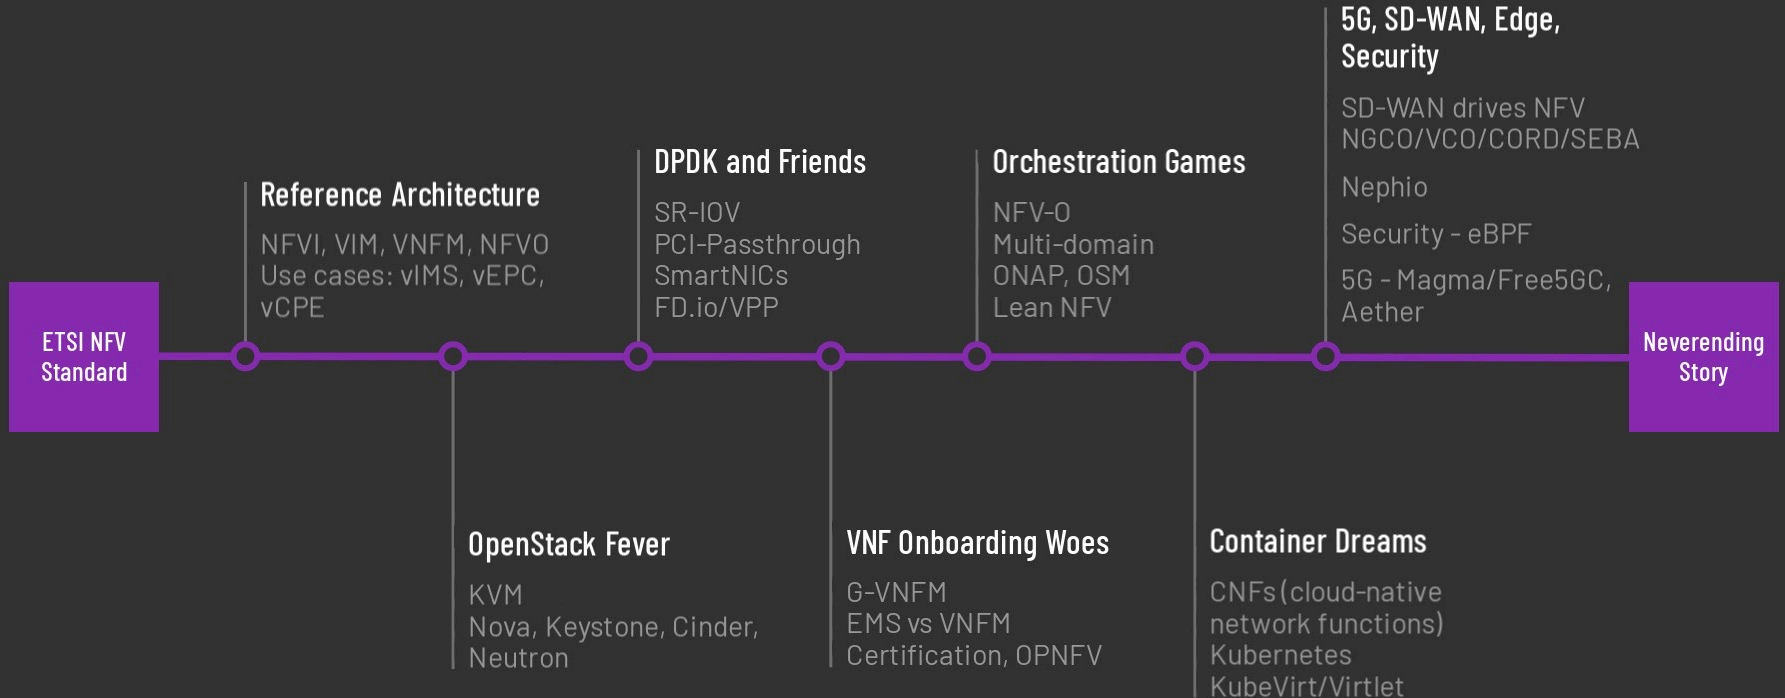 ETSI NFV
Standard
Reference Architecture
NFVI, VIM, VNFM, NFVO
Use cases: vIMS, vEPC,
vCPE
OpenStack Fever
KVM
Nova, Keystone, Cinder,
Neutron
DPDK and Friends
SR-IOV
PCI-Passthrough
SmartNICs
FD.io/VPP
VNF Onboarding Woes
G-VNFM
EMS vs VNFM
Certification, OPNFV
Orchestration Games
NFV-O
Multi-domain
ONAP, OSM
Lean NFV
Container Dreams
CNFs (cloud-native
network functions)
Kubernetes
KubeVirt/Virtlet
5G, SD-WAN, Edge,
Security
SD-WAN drives NFV
NGCO/VCO/CORD/SEBA
Nephio
Security - eBPF
5G - Magma/Free5GC,
Aether
Neverending
Story